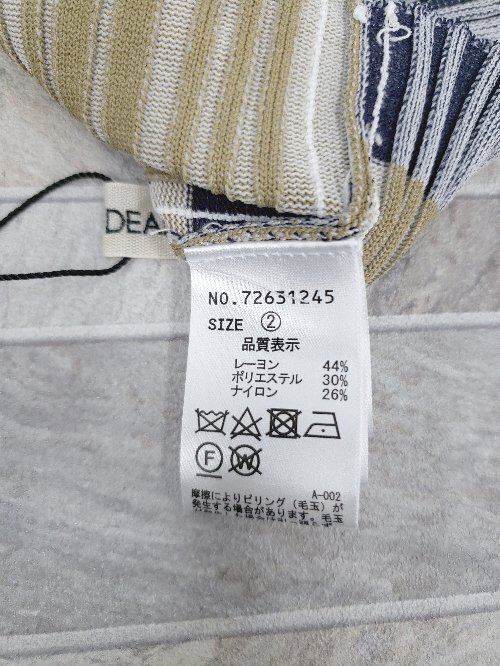 DEA
NO.72631245
SIZE ②
品質表示
レーヨン 44%
ポリエステル 30%
ナイロン 26%
F
W
A-002
摩擦によりピリング（毛玉）が
発生する場合があります。毛玉